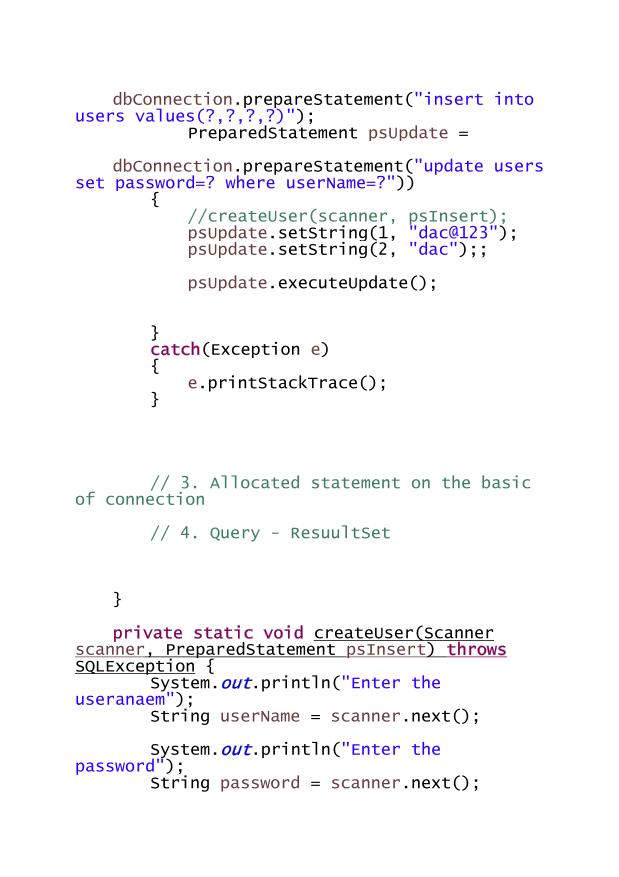 dbConnection.prepareStatement("insert into
users values(?,?,?,?)");
PreparedStatement psUpdate =
dbConnection.prepareStatement("update users
set password=? where userName=?"))
{
//createUser(scanner, psInsert);
psUpdate.setString(1, "dac@123");
psUpdate.setString(2, "dac");;
psUpdate.executeUpdate();
}
catch(Exception e)
{
e.printStackTrace();
}
// 3. Allocated statement on the basic
of connection
// 4. Query - ResuultSet
}
private static void createUser(Scanner
scanner, PreparedStatement psInsert) throws
SQLException {
System.out.println("Enter the
useranaem");
String userName = scanner.next();
System.out.println("Enter the
password");
String password = scanner.next();